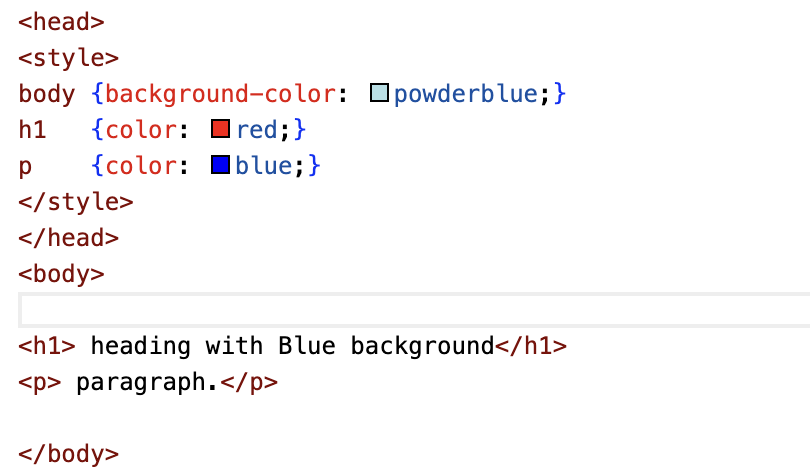 <head>
<style>
body {background-color: powderblue;}
h1   {color: red;}
p    {color: blue;}
</style>
</head>
<body>
<h1> heading with Blue background</h1>
<p> paragraph.</p>
</body>